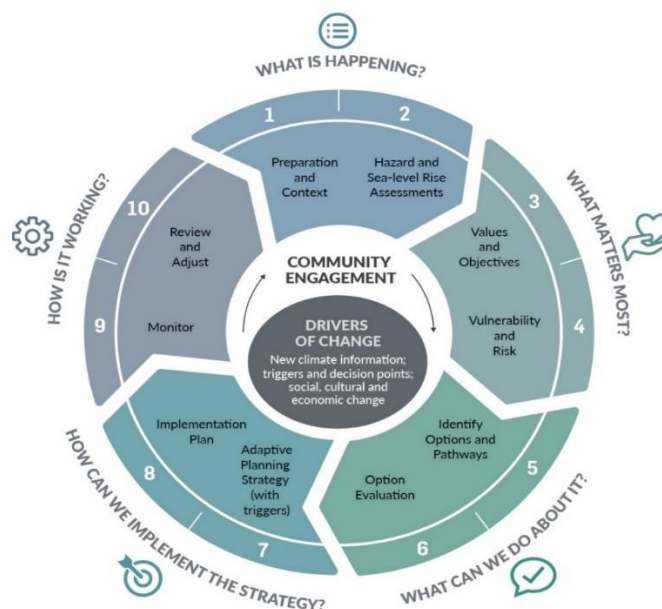 WHAT IS HAPPENING?
1
2
Preparation
and
Context
Hazard and
Sea-level Rise
Assessments
WHAT MATTERS MOST?
3
4
Values
and
Objectives
Vulnerability
and
Risk
WHAT CAN WE DO ABOUT IT?
5
6
Identify
Options and
Pathways
Option
Evaluation
HOW CAN WE IMPLEMENT THE STRATEGY?
7
8
Adaptive
Planning
Strategy
(with
triggers)
Implementation
Plan
HOW IS IT WORKING?
9
10
Monitor
Review
and
Adjust
COMMUNITY
ENGAGEMENT
DRIVERS
OF CHANGE
New climate information;
triggers and decision points;
social, cultural and
economic change